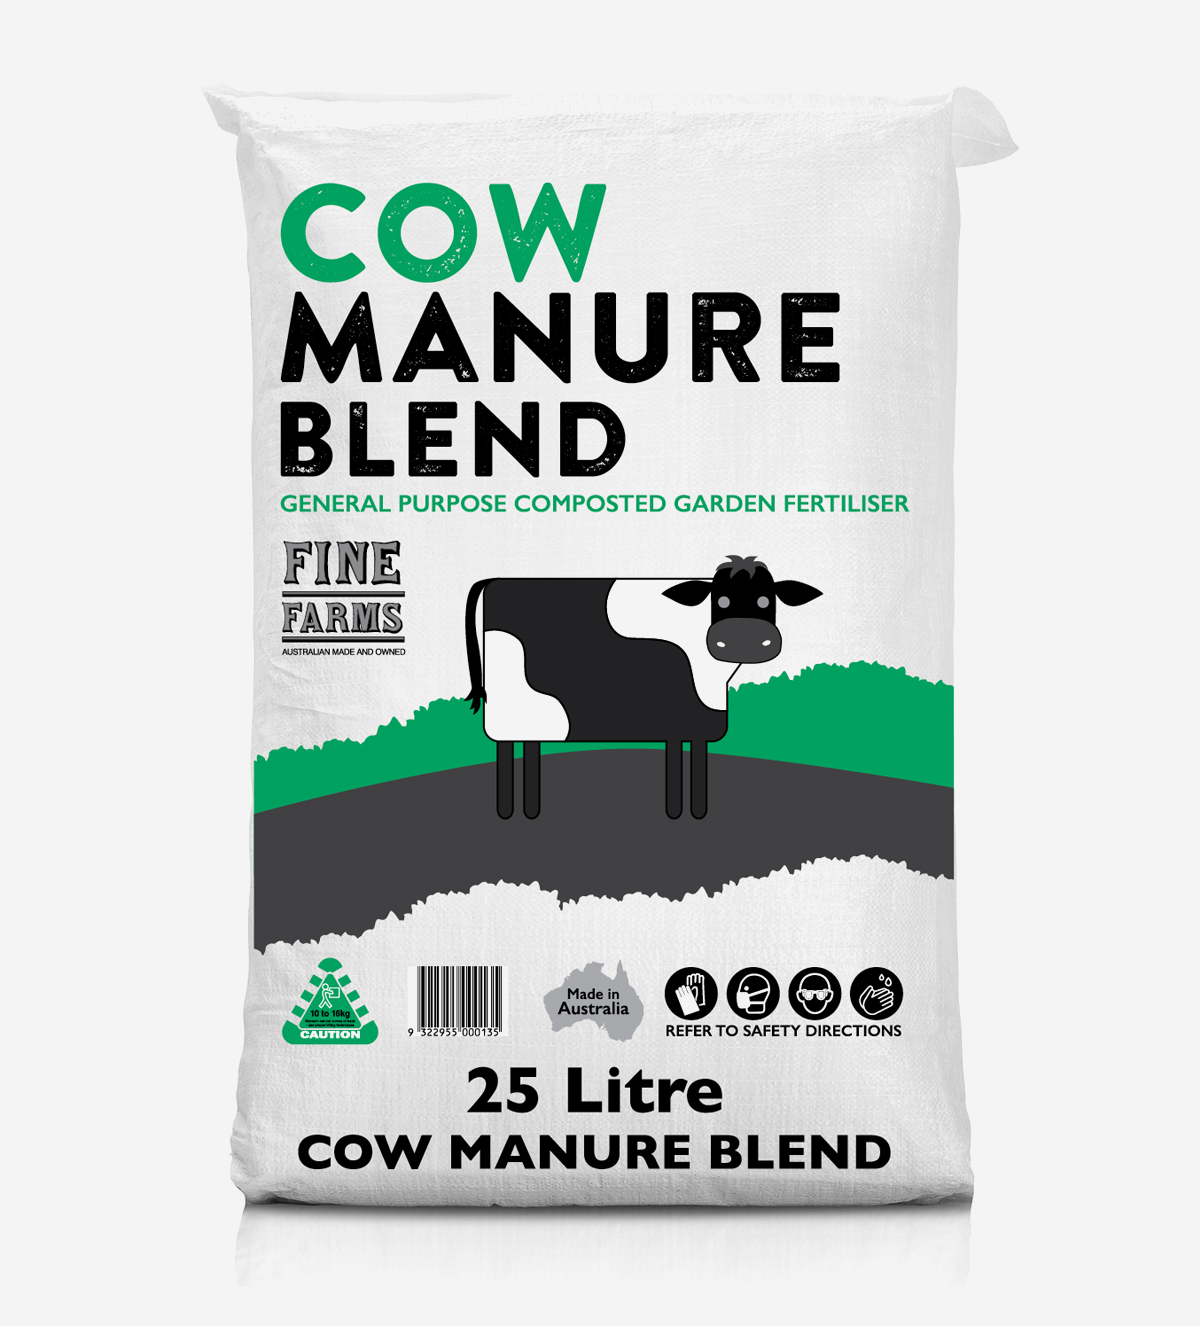 COW
MANURE
BLEND
GENERAL PURPOSE COMPOSTED GARDEN FERTILISER
FINE
FARMS
AUSTRALIAN MADE AND OWNED
10 to 16kg
CAUTION
9 322955 000135
Made in
Australia
REFER TO SAFETY DIRECTIONS
25 Litre
COW MANURE BLEND